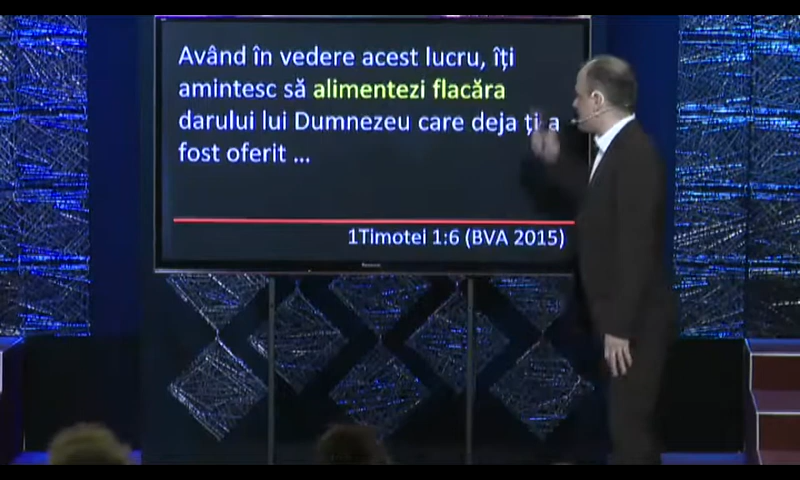 Având în vedere acest lucru, îți
amintesc să alimentezi flacăra
darului lui Dumnezeu care deja ți a
fost oferit ...
1Timotei 1:6 (BVA 2015)
Panasonic